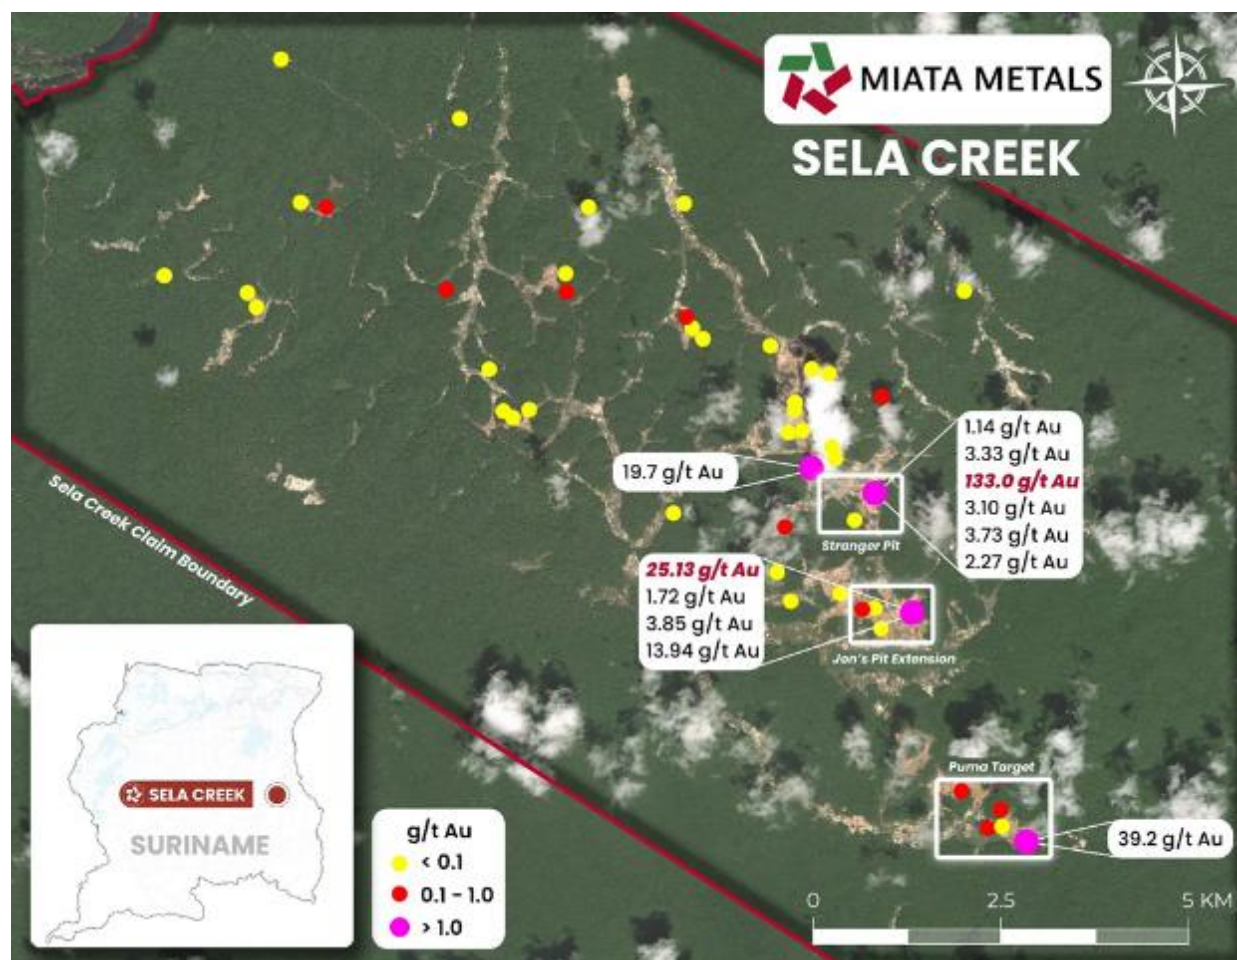 MIATA METALS
SELA CREEK
19.7 g/t Au
1.14 g/t Au
3.33 g/t Au
133.0 g/t Au
3.10 g/t Au
3.73 g/t Au
2.27 g/t Au
Stranger Pit
Sela Creek Claim Boundary
25.13 g/t Au
1.72 g/t Au
3.85 g/t Au
13.94 g/t Au
Jon's Pit Extension
Puma Target
39.2 g/t Au
SELA CREEK
SURINAME
g/t Au
< 0.1
0.1 - 1.0
> 1.0
0 2.5 5 KM